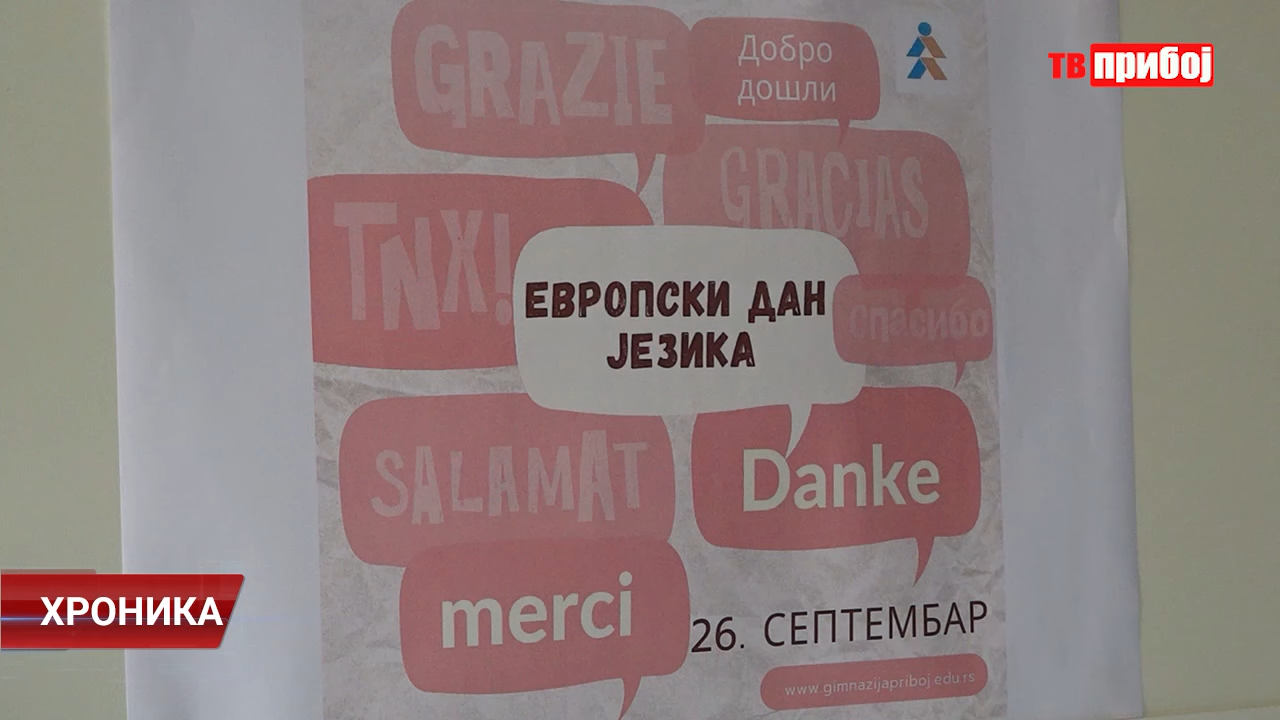 GRAZIE
Добро
дошли
ТВ прибој
GRACIAS
TNX!
ЕВРОПСКИ ДАН
ЈЕЗИКА
Спасибо
SALAMAT
Danke
merci
26. СЕПТЕМБАР
www.gimnazijapriboj.edu.rs
ХРОНИКА